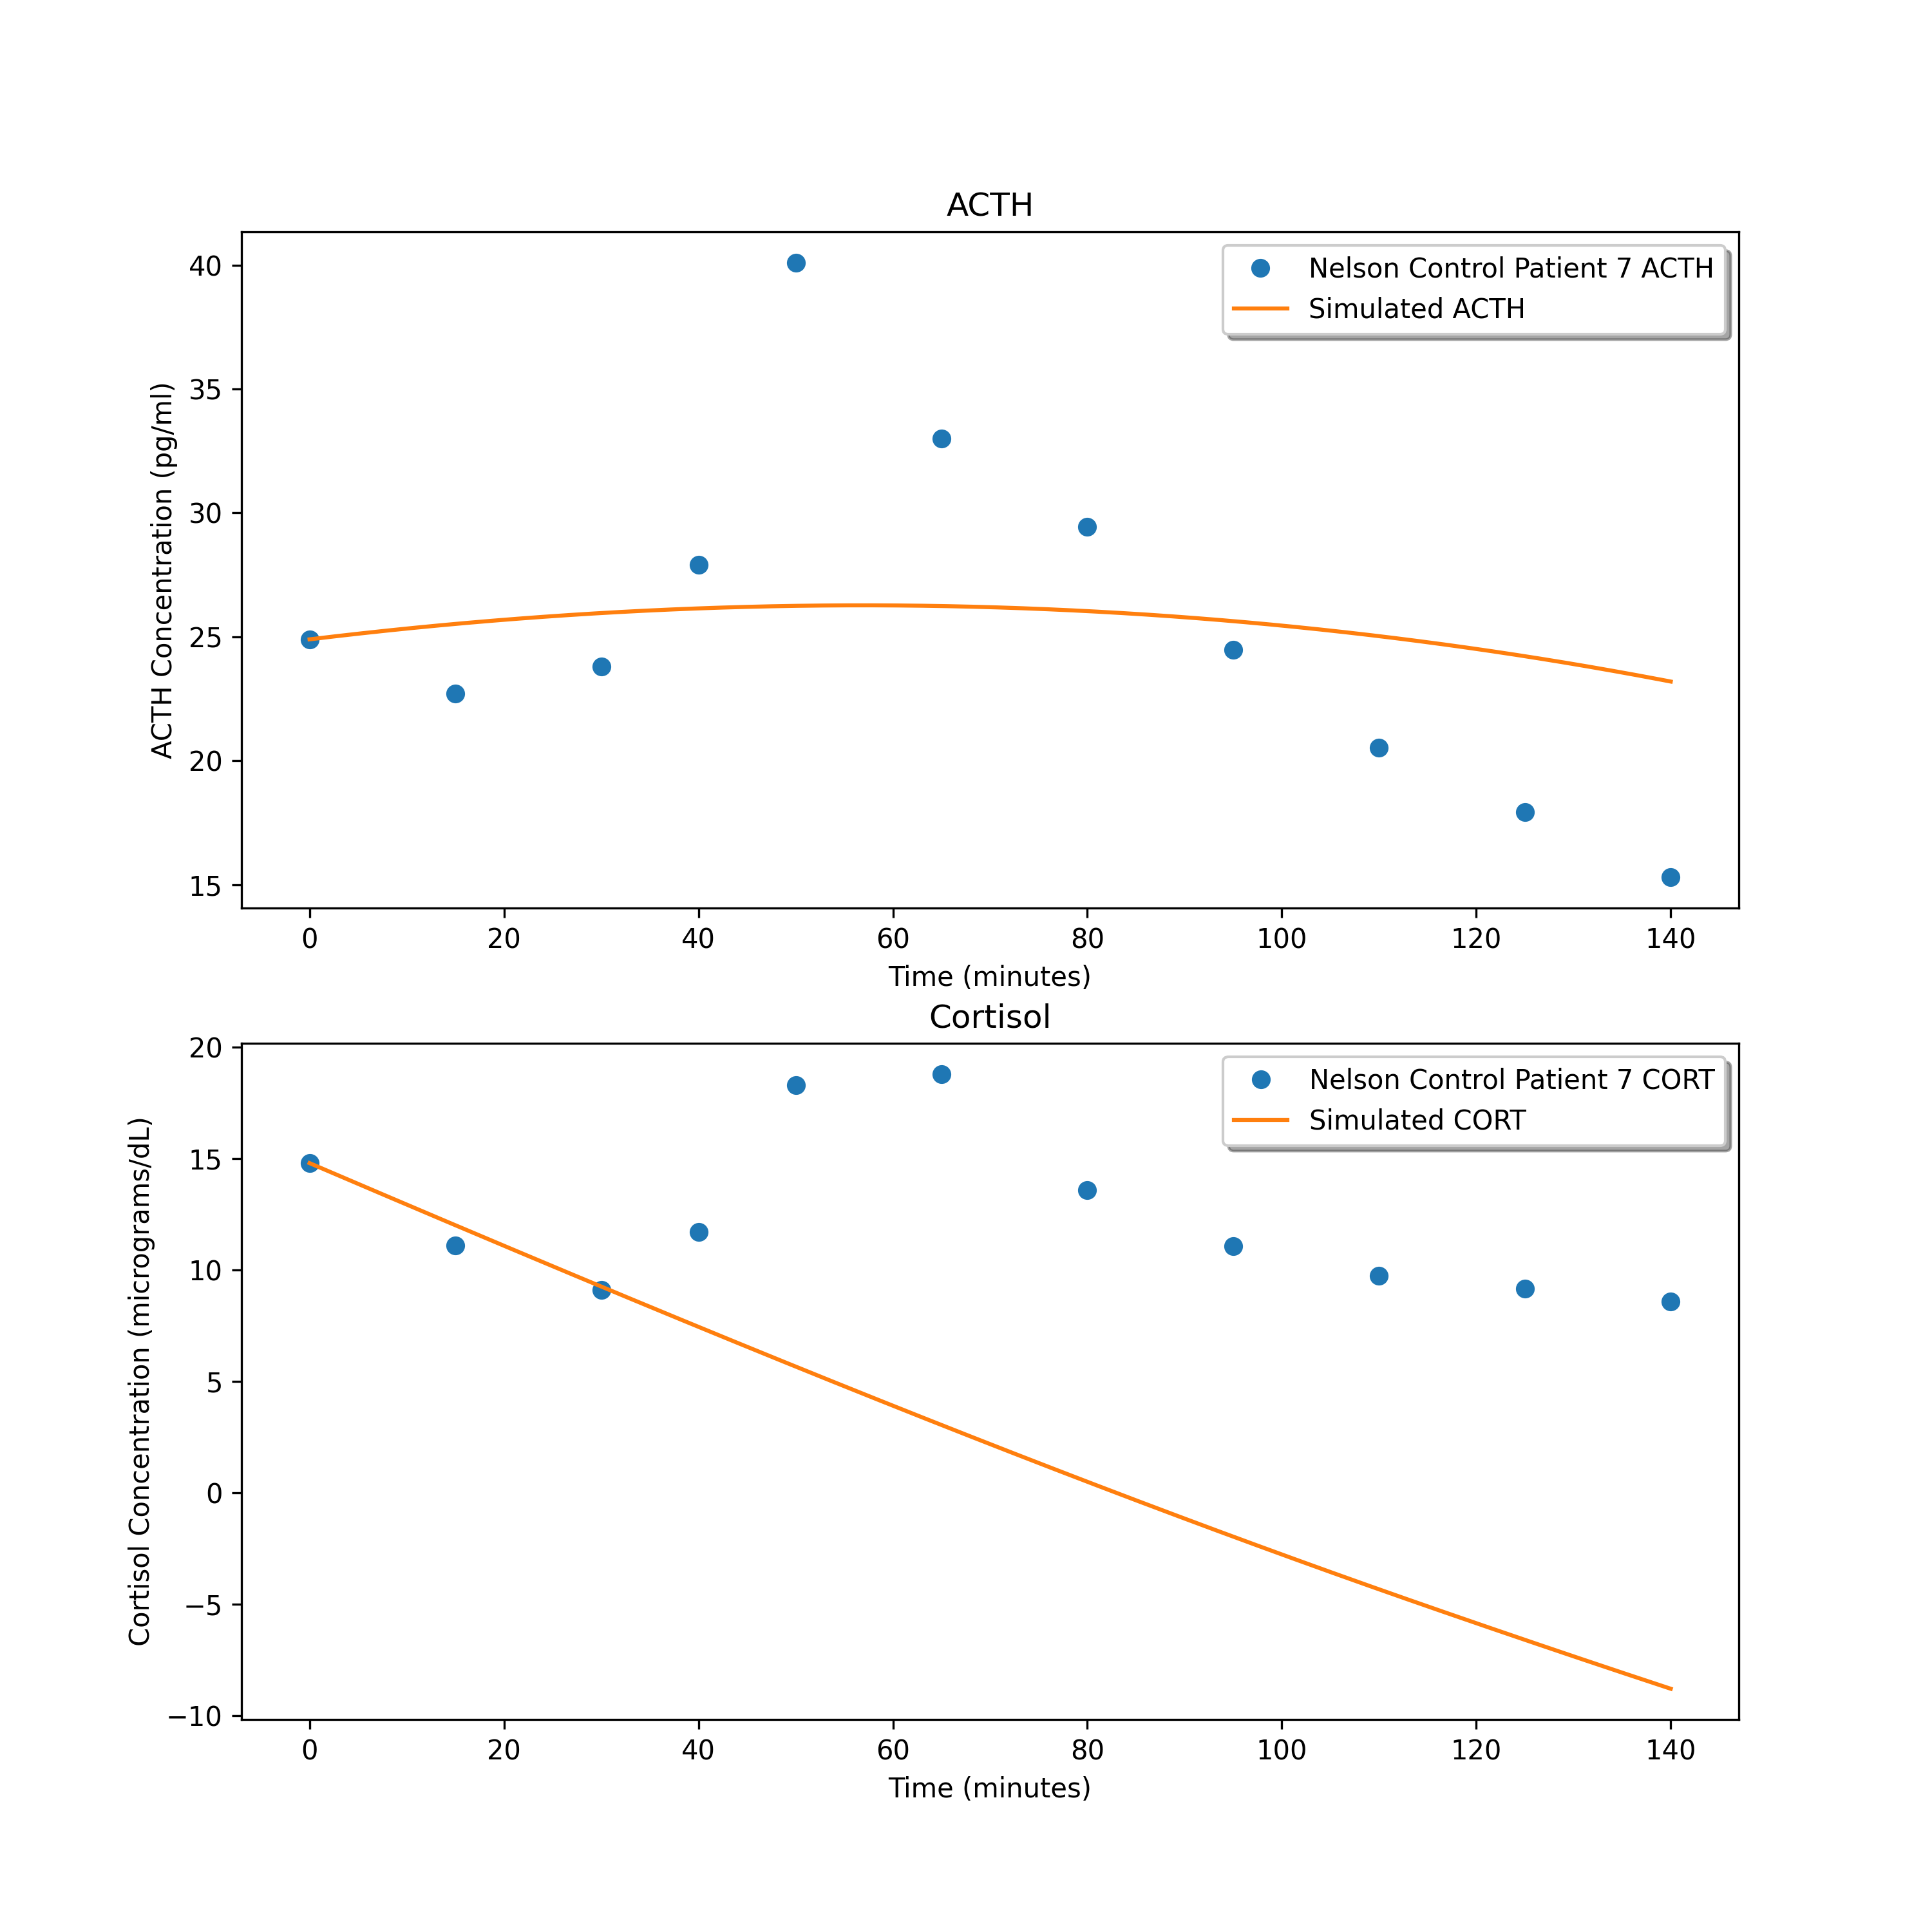 ACTH
40
35
30
25
20
15
ACTH Concentration (pg/ml)
Nelson Control Patient 7 ACTH
Simulated ACTH
0 20 40 60 80 100 120 140
Time (minutes)
Cortisol
20
15
10
5
0
−5
−10
Cortisol Concentration (micrograms/dL)
Nelson Control Patient 7 CORT
Simulated CORT
0 20 40 60 80 100 120 140
Time (minutes)